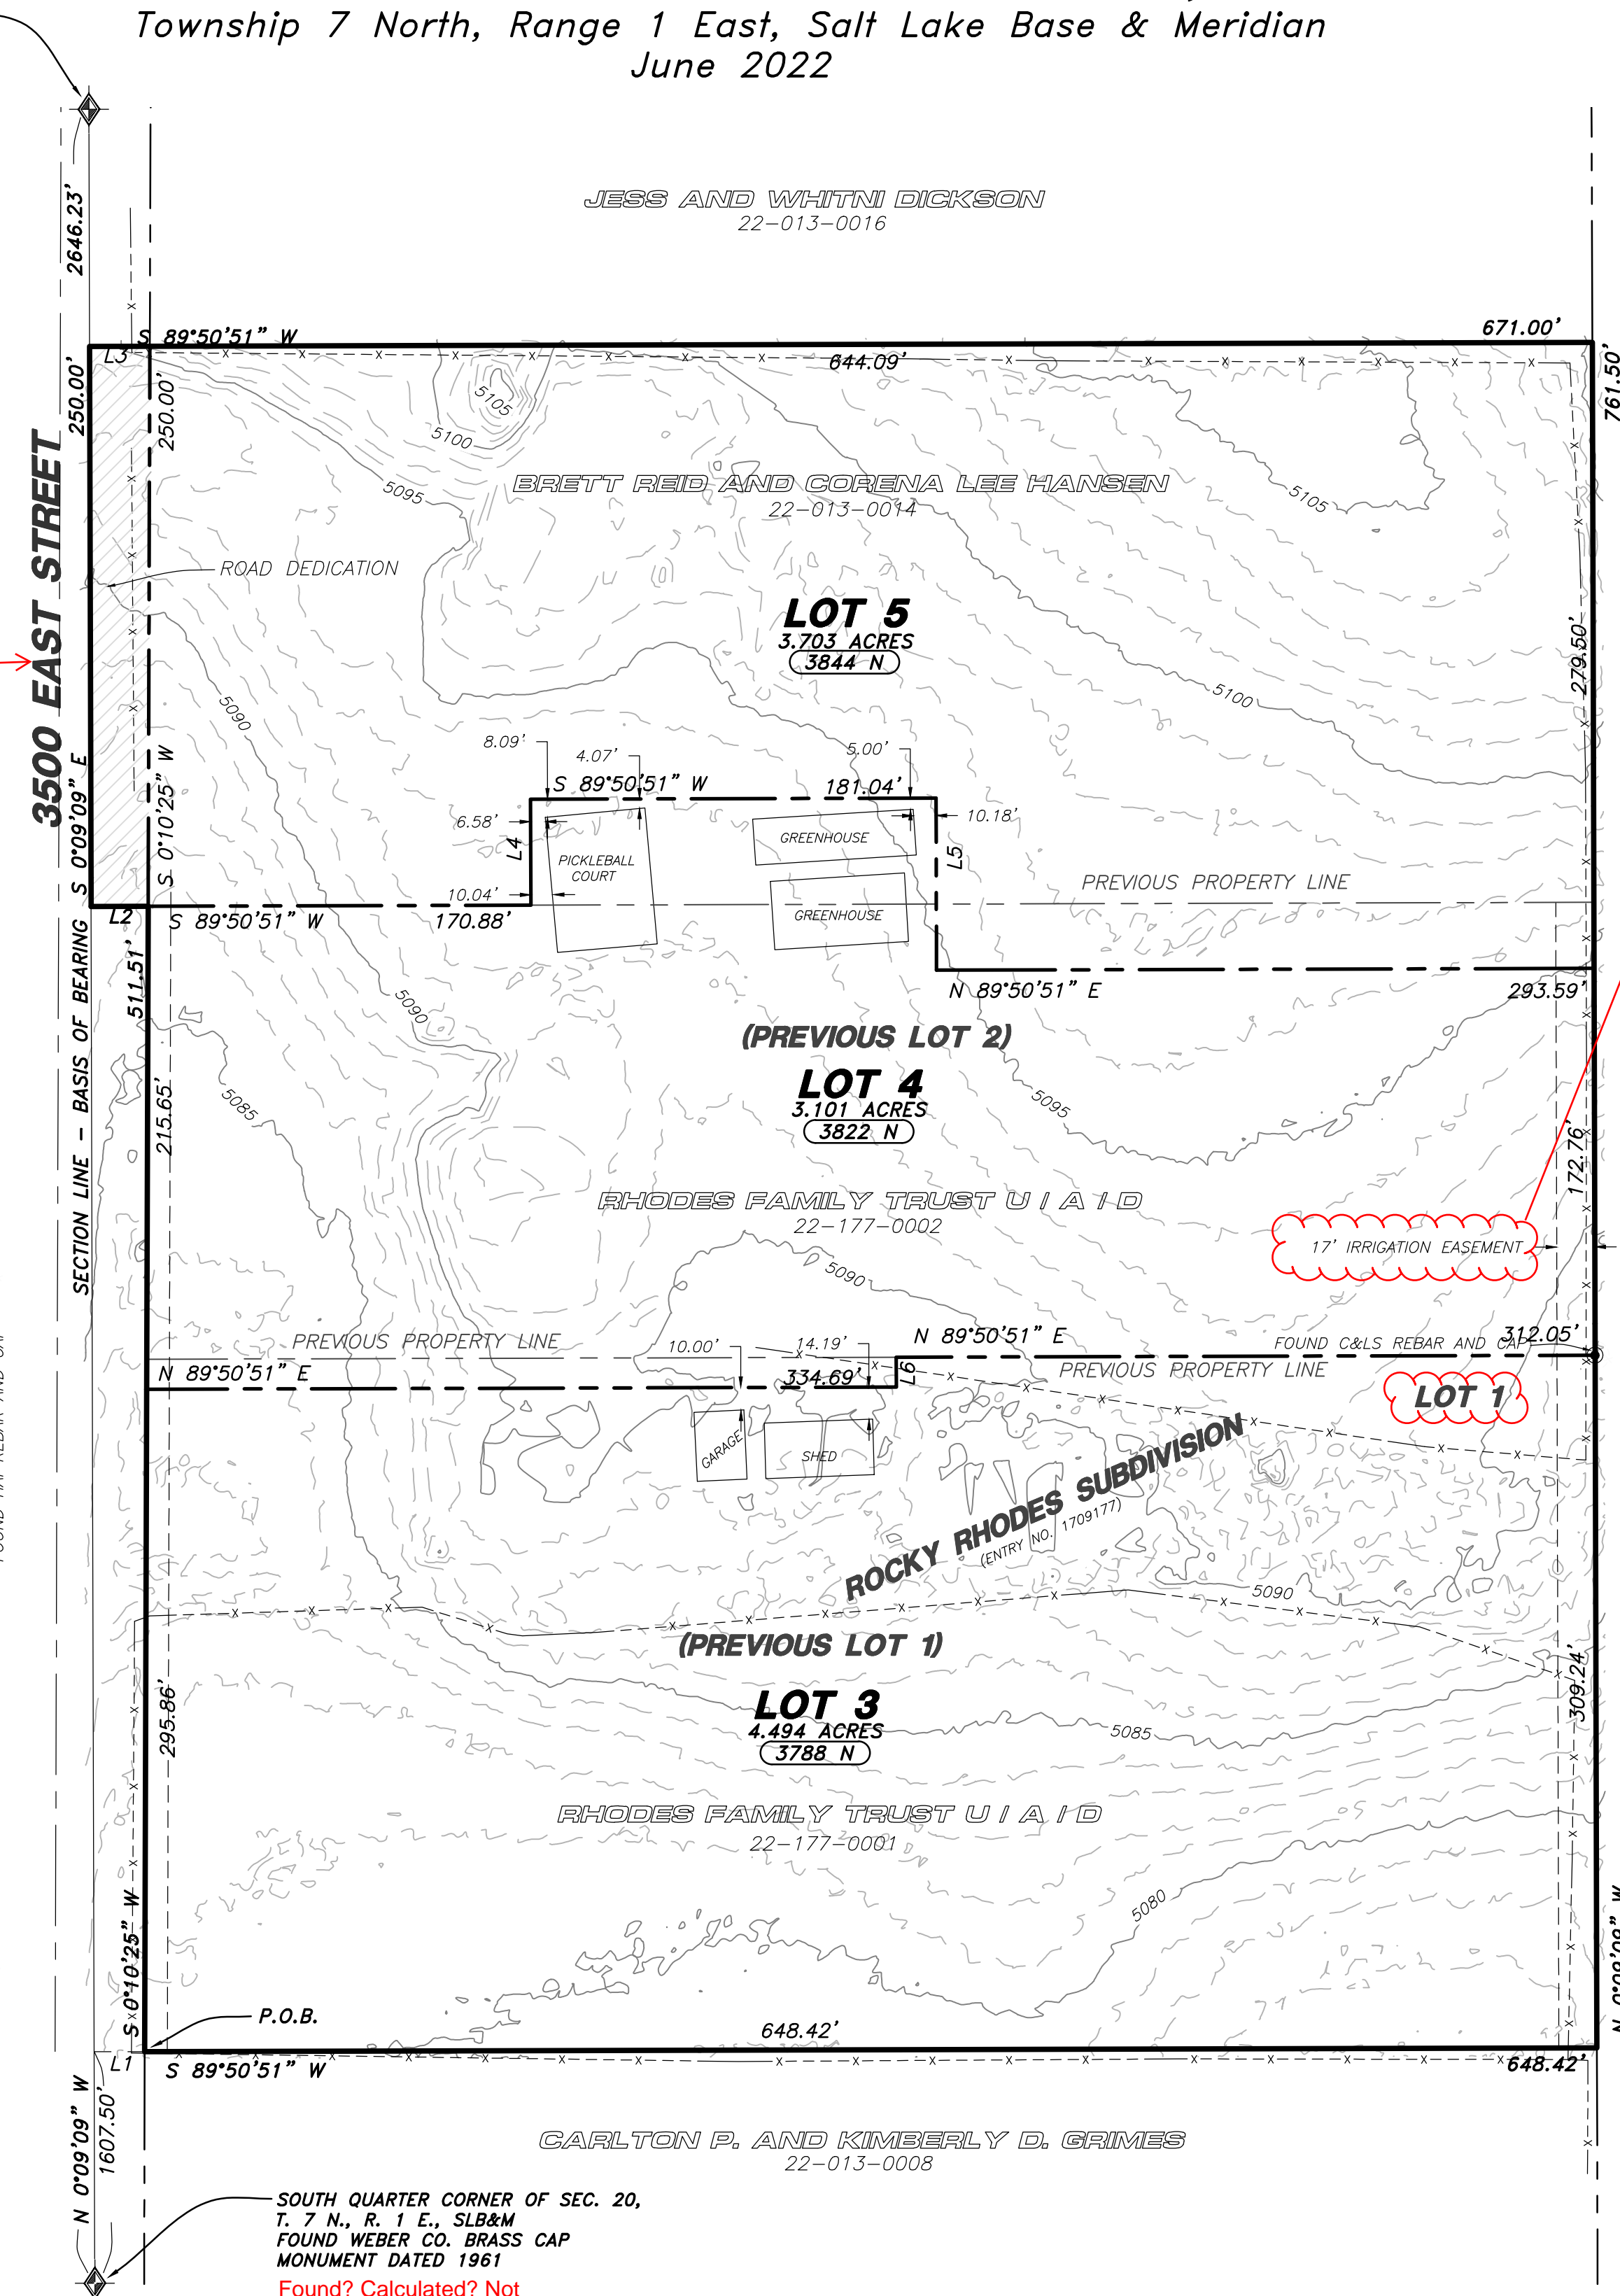 Township 7 North, Range 1 East, Salt Lake Base & Meridian
June 2022
2646.23'
JESS AND WHITNI DICKSON
22-013-0016
S 89°50'51" W
671.00'
L3
644.09'
250.00'
250.00'
761.50'
5105
5100
5095
BRETT REID AND CORENA LEE HANSEN
22-013-0014
5105
3500 EAST STREET
ROAD DEDICATION
LOT 5
3.703 ACRES
3844 N
279.50'
5100
5090
8.09'
4.07'
5.00'
S 89°50'51" W
181.04'
S 0°09'09" E
S 0°10'25" W
6.58'
10.18'
L4
L5
PICKLEBALL
COURT
GREENHOUSE
PREVIOUS PROPERTY LINE
10.04'
GREENHOUSE
L2
S 89°50'51" W
170.88'
511.51'
N 89°50'51" E
293.59'
5090
(PREVIOUS LOT 2)
LOT 4
3.101 ACRES
3822 N
5095
5085
215.65'
172.76'
SECTION LINE - BASIS OF BEARING
RHODES FAMILY TRUST U / A / D
22-177-0002
17' IRRIGATION EASEMENT
5090
PREVIOUS PROPERTY LINE
10.00'
14.19'
N 89°50'51" E
FOUND C&LS REBAR AND CAP
312.05'
N 89°50'51" E
334.69'
L6
PREVIOUS PROPERTY LINE
LOT 1
GARAGE
SHED
ROCKY RHODES SUBDIVISION
(ENTRY NO. 1709177)
5090
(PREVIOUS LOT 1)
LOT 3
4.494 ACRES
3788 N
5085
295.86'
309.24'
RHODES FAMILY TRUST U / A / D
22-177-0001
5080
S 0°10'25" W
N 0°09'09" W
P.O.B.
648.42'
L1
S 89°50'51" W
648.42'
N 0°09'09" W
1607.50'
CARLTON P. AND KIMBERLY D. GRIMES
22-013-0008
SOUTH QUARTER CORNER OF SEC. 20,
T. 7 N., R. 1 E., SLB&M
FOUND WEBER CO. BRASS CAP
MONUMENT DATED 1961
Found? Calculated? Not